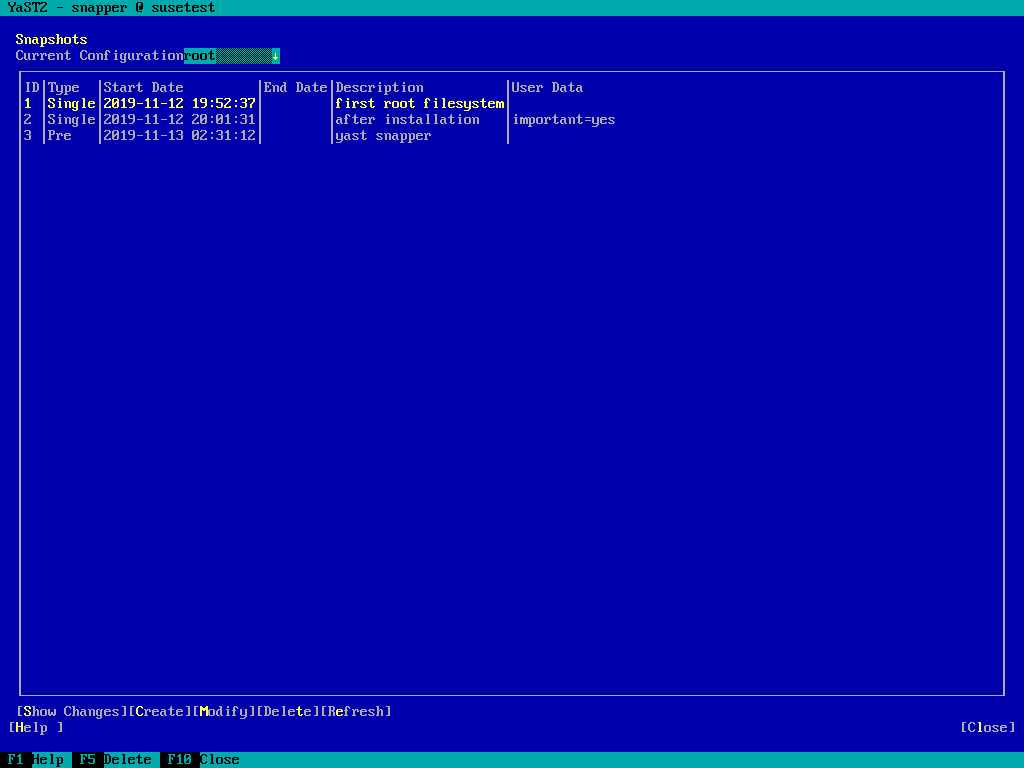 YaST2 - snapper @ susetest
Snapshots
Current Configuration root ↓
ID|Type |Start Date |End Date|Description |User Data
1 |Single|2019-11-12 19:52:37| |first root filesystem|
2 |Single|2019-11-12 20:01:31| |after installation |important=yes
3 |Pre |2019-11-13 02:31:12| |yast snapper |
[Show Changes][Create][Modify][Delete][Refresh]
[Help ] [Close]
F1 Help F5 Delete F10 Close